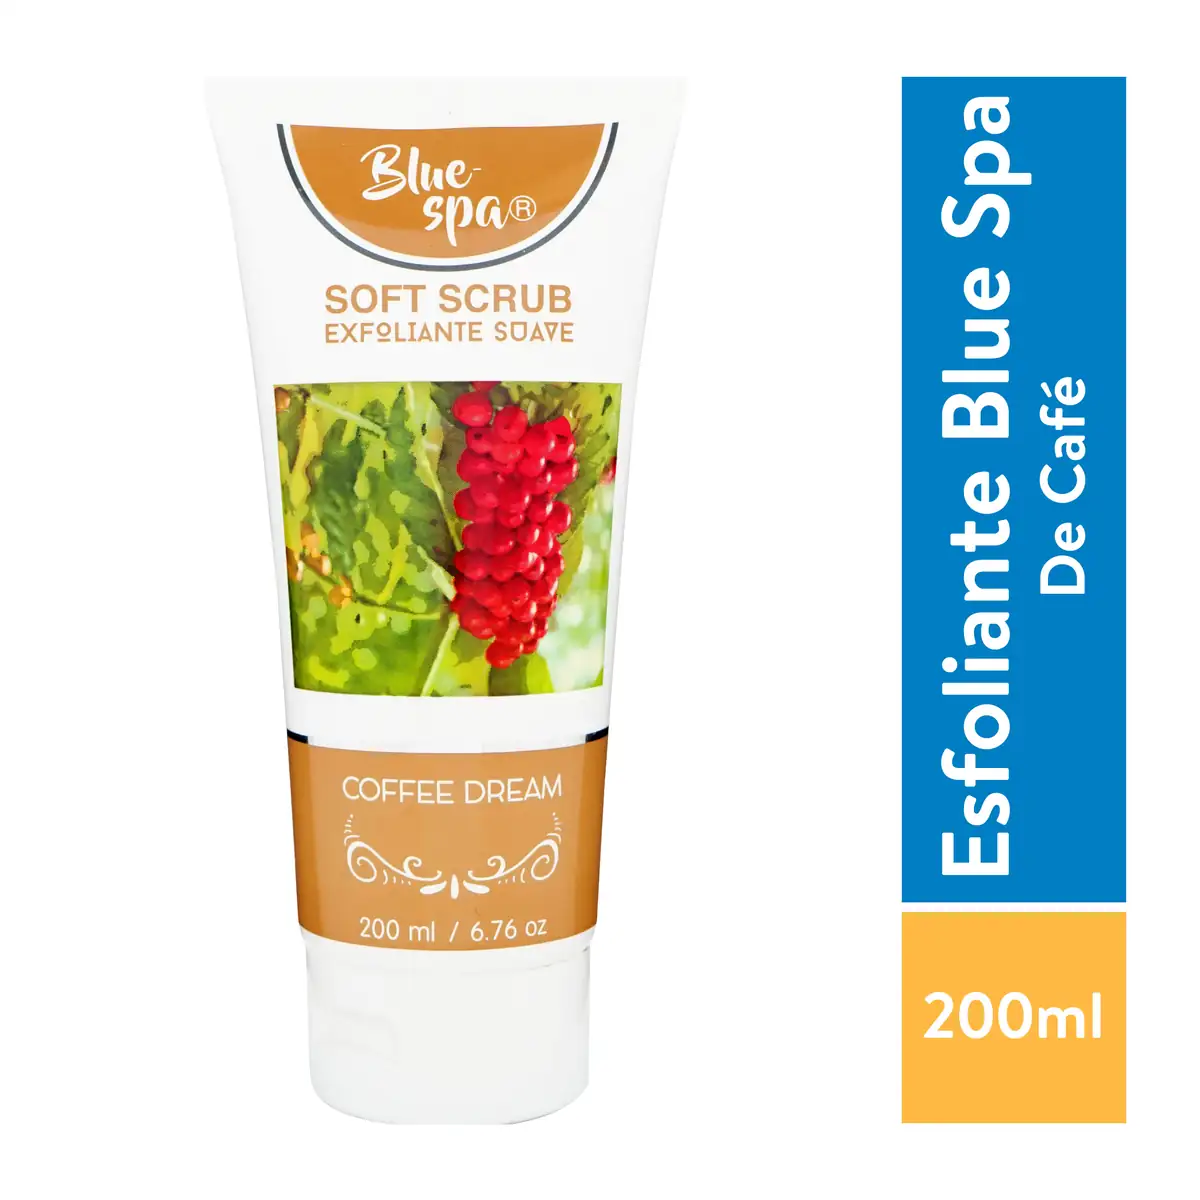 Blue-
spa®
SOFT SCRUB
EXFOLIANTE SUAVE
COFFEE DREAM
200 ml / 6.76 oz
Esfoliante Blue Spa
De Café
200ml